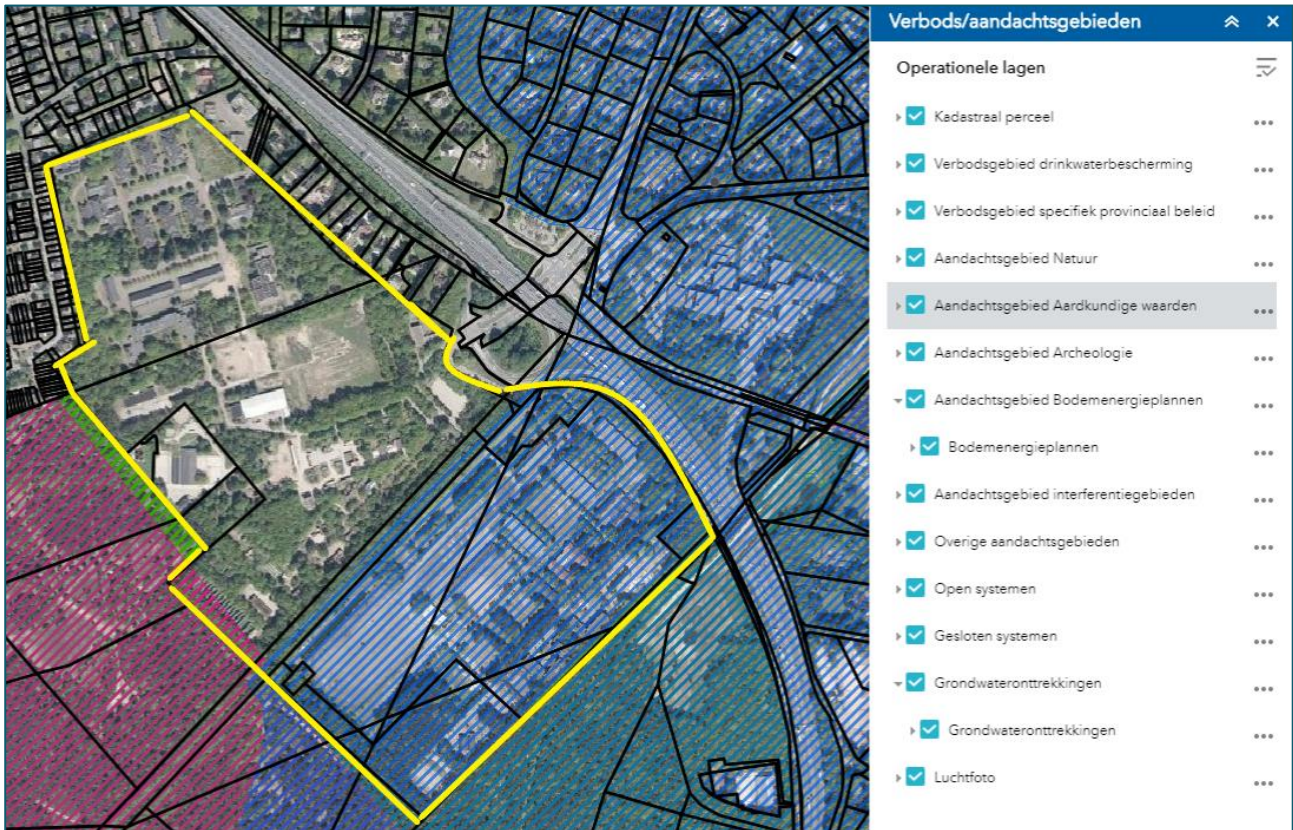 Verbods/aandachtsgebieden
Operationele lagen
Kadastraal perceel
Verbodsgebied drinkwaterbescherming
Verbodsgebied specifiek provinciaal beleid
Aandachtsgebied Natuur
Aandachtsgebied Aardkundige waarden
Aandachtsgebied Archeologie
Aandachtsgebied Bodemenergieplannen
Bodemenergieplannen
Aandachtsgebied interferentiegebieden
Overige aandachtsgebieden
Open systemen
Gesloten systemen
Grondwateronttrekkingen
Grondwateronttrekkingen
Luchtfoto